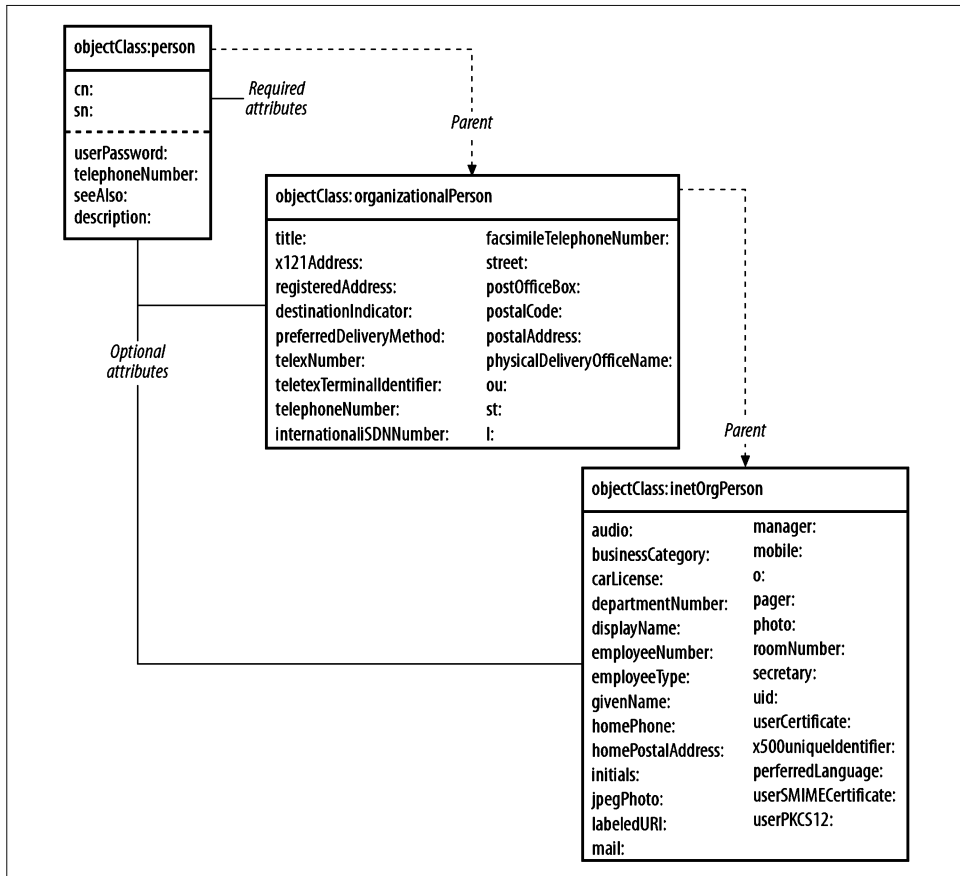 objectClass:person
cn:
sn:
userPassword:
telephoneNumber:
seeAlso:
description:
Required
attributes
Parent
objectClass: organizationalPerson
title:
x121Address:
registeredAddress:
destinationIndicator:
preferredDeliveryMethod:
telexNumber:
teletexTerminalIdentifier:
telephoneNumber:
internationaliSDNNumber:
facsimileTelephoneNumber:
street:
postOfficeBox:
postalCode:
postalAddress:
physicalDeliveryOfficeName:
ou:
st:
l:
Optional
attributes
Parent
objectClass: inetOrgPerson
audio:
businessCategory:
carLicense:
departmentNumber:
displayName:
employeeNumber:
employeeType:
givenName:
homePhone:
homePostalAddress:
initials:
jpegPhoto:
labeledURI:
mail:
manager:
mobile:
o:
pager:
photo:
roomNumber:
secretary:
uid:
userCertificate:
x500uniqueIdentifier:
perferredLanguage:
userSMIMECertificate:
userPKCS12: